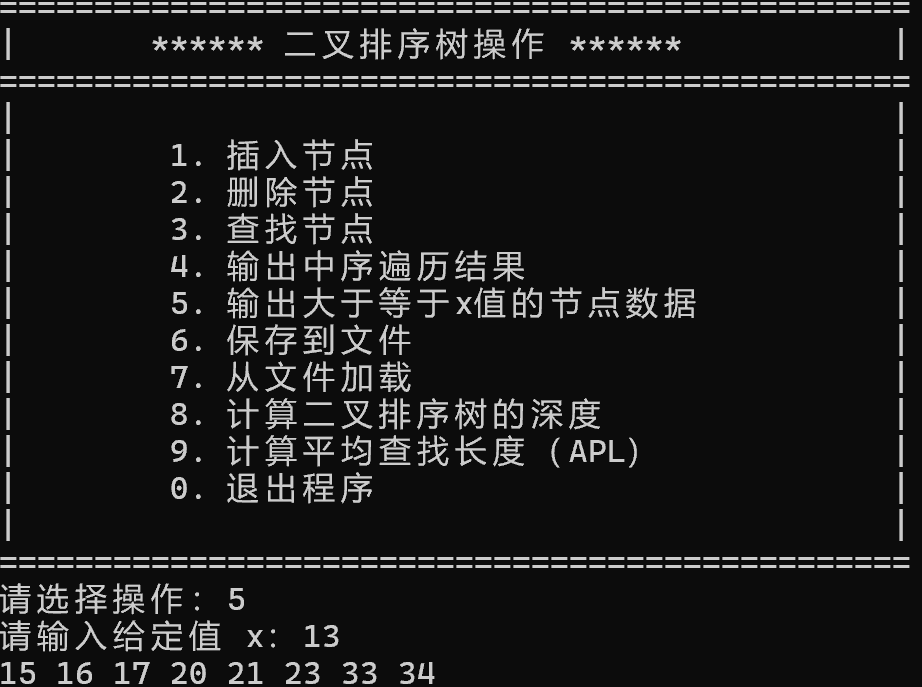 ================================================
|       ****** 二叉排序树操作 ******            |
================================================
|                                               |
|        1. 插入节点                            |
|        2. 删除节点                            |
|        3. 查找节点                            |
|        4. 输出中序遍历结果                    |
|        5. 输出大于等于x值的节点数据           |
|        6. 保存到文件                          |
|        7. 从文件加载                          |
|        8. 计算二叉排序树的深度                |
|        9. 计算平均查找长度（APL）             |
|        0. 退出程序                            |
|                                               |
================================================
请选择操作: 5
请输入给定值 x: 13
15 16 17 20 21 23 33 34